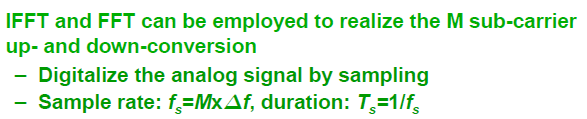 IFFT and FFT can be employed to realize the M sub-carrier
up- and down-conversion
– Digitalize the analog signal by sampling
– Sample rate: fs=MxΔf, duration: Ts=1/fs